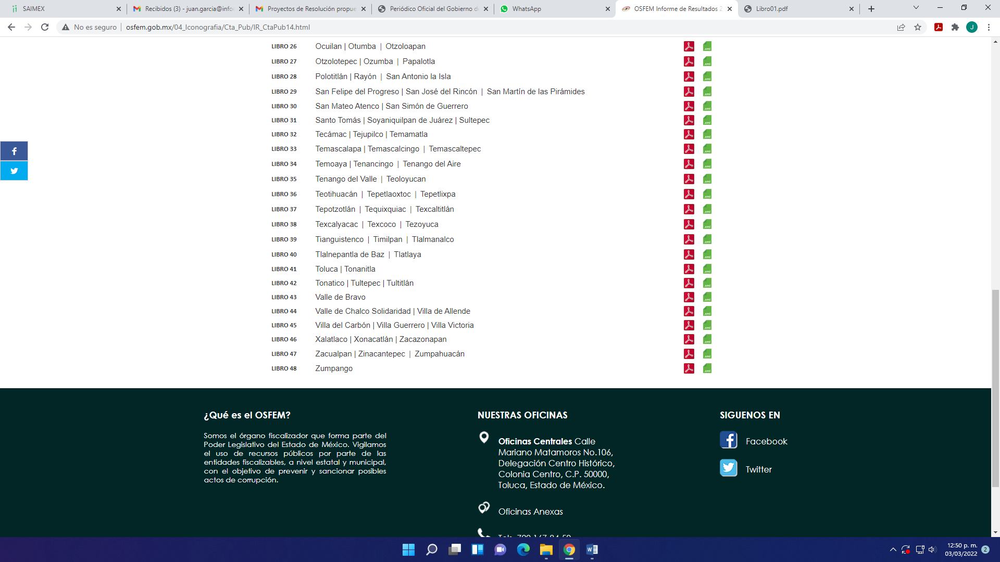 SAIMEX
Recibidos (3) - juan.garcia@info
Proyectos de Resolución propue
Periódico Oficial del Gobierno d
WhatsApp
OSFEM Informe de Resultados 2
Libro01.pdf
No es seguro
osfem.gob.mx/04_Iconografia/Cta_Pub/IR_CtaPub14.html
J
LIBRO 26 Ocuilan | Otumba | Otzoloapan
LIBRO 27 Otzolotepec | Ozumba | Papalotla
LIBRO 28 Polotitlán | Rayón | San Antonio la Isla
LIBRO 29 San Felipe del Progreso | San José del Rincón | San Martín de las Pirámides
LIBRO 30 San Mateo Atenco | San Simón de Guerrero
LIBRO 31 Santo Tomás | Soyaniquilpan de Juárez | Sultepec
LIBRO 32 Tecámac | Tejupilco | Temamatla
LIBRO 33 Temascalapa | Temascalcingo | Temascaltepec
LIBRO 34 Temoaya | Tenancingo | Tenango del Aire
LIBRO 35 Tenango del Valle | Teoloyucan
LIBRO 36 Teotihuacán | Tepetlaoxtoc | Tepetlixpa
LIBRO 37 Tepotzotlán | Tequixquiac | Texcaltitlán
LIBRO 38 Texcalyacac | Texcoco | Tezoyuca
LIBRO 39 Tianguistenco | Timilpan | Tlalmanalco
LIBRO 40 Tlalnepantla de Baz | Tlatlaya
LIBRO 41 Toluca | Tonanitla
LIBRO 42 Tonatico | Tultepec | Tultitlán
LIBRO 43 Valle de Bravo
LIBRO 44 Valle de Chalco Solidaridad | Villa de Allende
LIBRO 45 Villa del Carbón | Villa Guerrero | Villa Victoria
LIBRO 46 Xalatlaco | Xonacatlán | Zacazonapan
LIBRO 47 Zacualpan | Zinacantepec | Zumpahuacán
LIBRO 48 Zumpango
¿Qué es el OSFEM?
Somos el órgano fiscalizador que forma parte del
Poder Legislativo del Estado de México. Vigilamos
el uso de recursos públicos por parte de las
entidades fiscalizables, a nivel estatal y municipal,
con el objetivo de prevenir y sancionar posibles
actos de corrupción.
NUESTRAS OFICINAS
Oficinas Centrales Calle
Mariano Matamoros No.106,
Delegación Centro Histórico,
Colonia Centro, C.P. 50000,
Toluca, Estado de México.
Oficinas Anexas
SIGUENOS EN
Facebook
Twitter
12:50 p. m.
03/03/2022
2